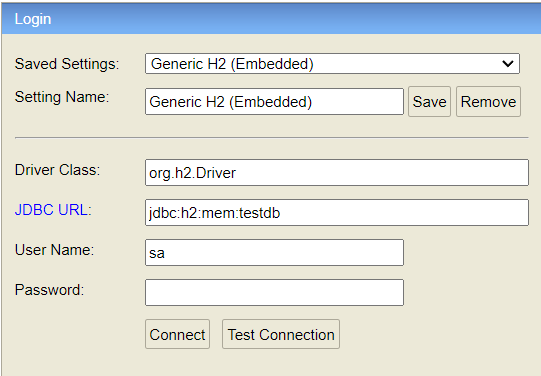 Login
Saved Settings: Generic H2 (Embedded)
Setting Name: Generic H2 (Embedded) Save Remove
Driver Class: org.h2.Driver
JDBC URL: jdbc:h2:mem:testdb
User Name: sa
Password:
Connect Test Connection